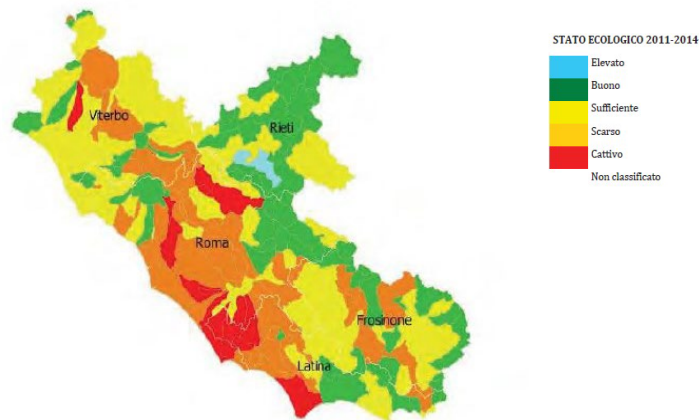 STATO ECOLOGICO 2011-2014
Elevato
Buono
Sufficiente
Scarso
Cattivo
Non classificato
Viterbo
Rieti
Roma
Frosinone
Latina